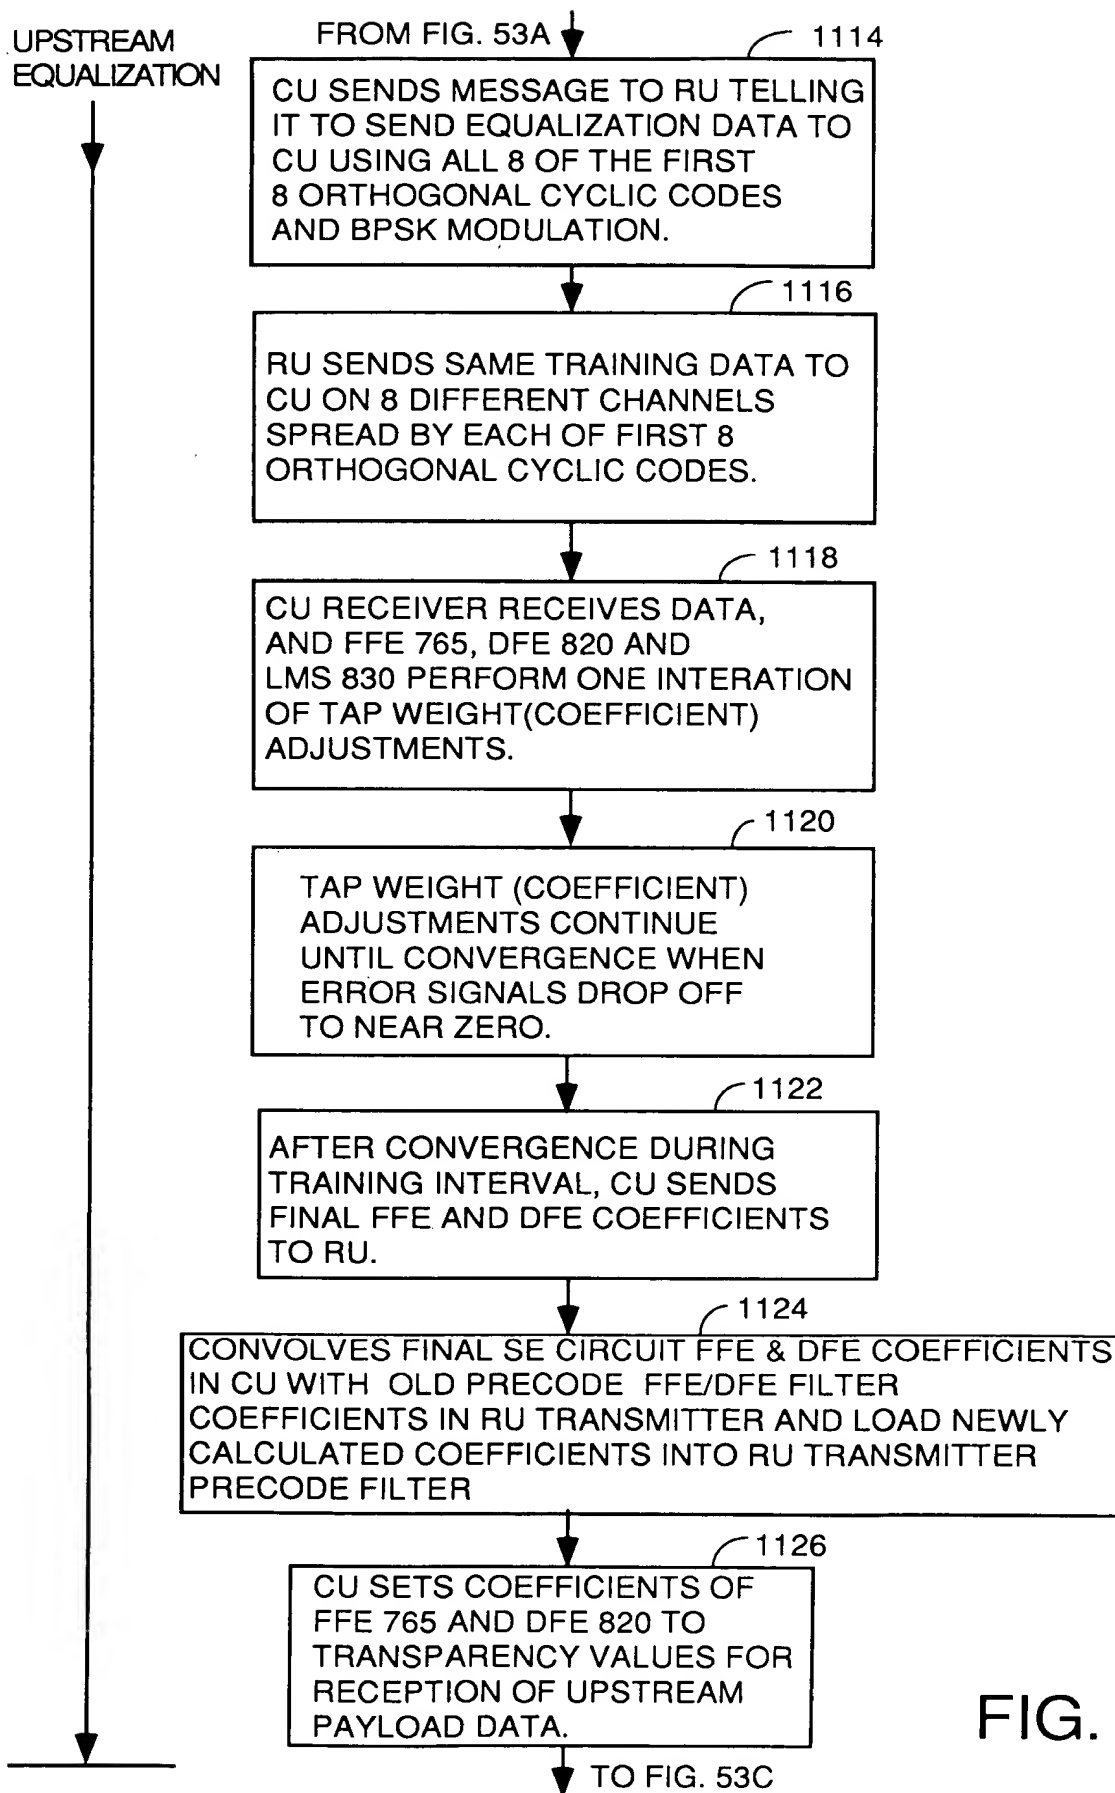 UPSTREAM
EQUALIZATION
FROM FIG. 53A
1114
CU SENDS MESSAGE TO RU TELLING
IT TO SEND EQUALIZATION DATA TO
CU USING ALL 8 OF THE FIRST
8 ORTHOGONAL CYCLIC CODES
AND BPSK MODULATION.
1116
RU SENDS SAME TRAINING DATA TO
CU ON 8 DIFFERENT CHANNELS
SPREAD BY EACH OF FIRST 8
ORTHOGONAL CYCLIC CODES.
1118
CU RECEIVER RECEIVES DATA,
AND FFE 765, DFE 820 AND
LMS 830 PERFORM ONE INTERATION
OF TAP WEIGHT(COEFFICIENT)
ADJUSTMENTS.
1120
TAP WEIGHT (COEFFICIENT)
ADJUSTMENTS CONTINUE
UNTIL CONVERGENCE WHEN
ERROR SIGNALS DROP OFF
TO NEAR ZERO.
1122
AFTER CONVERGENCE DURING
TRAINING INTERVAL, CU SENDS
FINAL FFE AND DFE COEFFICIENTS
TO RU.
1124
CONVOLVES FINAL SE CIRCUIT FFE & DFE COEFFICIENTS
IN CU WITH OLD PRECODE FFE/DFE FILTER
COEFFICIENTS IN RU TRANSMITTER AND LOAD NEWLY
CALCULATED COEFFICIENTS INTO RU TRANSMITTER
PRECODE FILTER
1126
CU SETS COEFFICIENTS OF
FFE 765 AND DFE 820 TO
TRANSPARENCY VALUES FOR
RECEPTION OF UPSTREAM
PAYLOAD DATA.
FIG.
TO FIG. 53C